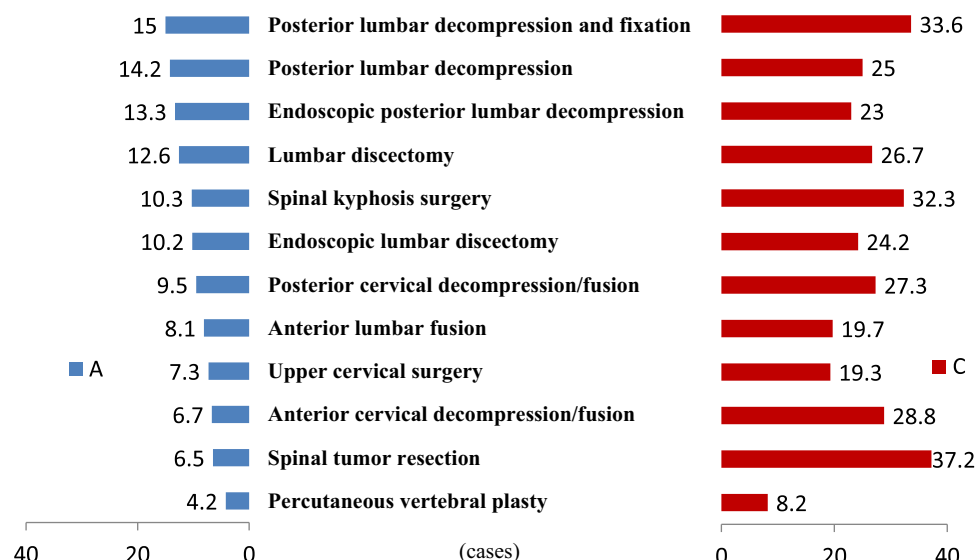 15 Posterior lumbar decompression and fixation 33.6
14.2 Posterior lumbar decompression 25
13.3 Endoscopic posterior lumbar decompression 23
12.6 Lumbar discectomy 26.7
10.3 Spinal kyphosis surgery 32.3
10.2 Endoscopic lumbar discectomy 24.2
9.5 Posterior cervical decompression/fusion 27.3
8.1 Anterior lumbar fusion 19.7
A 7.3 Upper cervical surgery 19.3 C
6.7 Anterior cervical decompression/fusion 28.8
6.5 Spinal tumor resection 37.2
4.2 Percutaneous vertebral plasty 8.2
40 20 0 (cases) 0 20 40